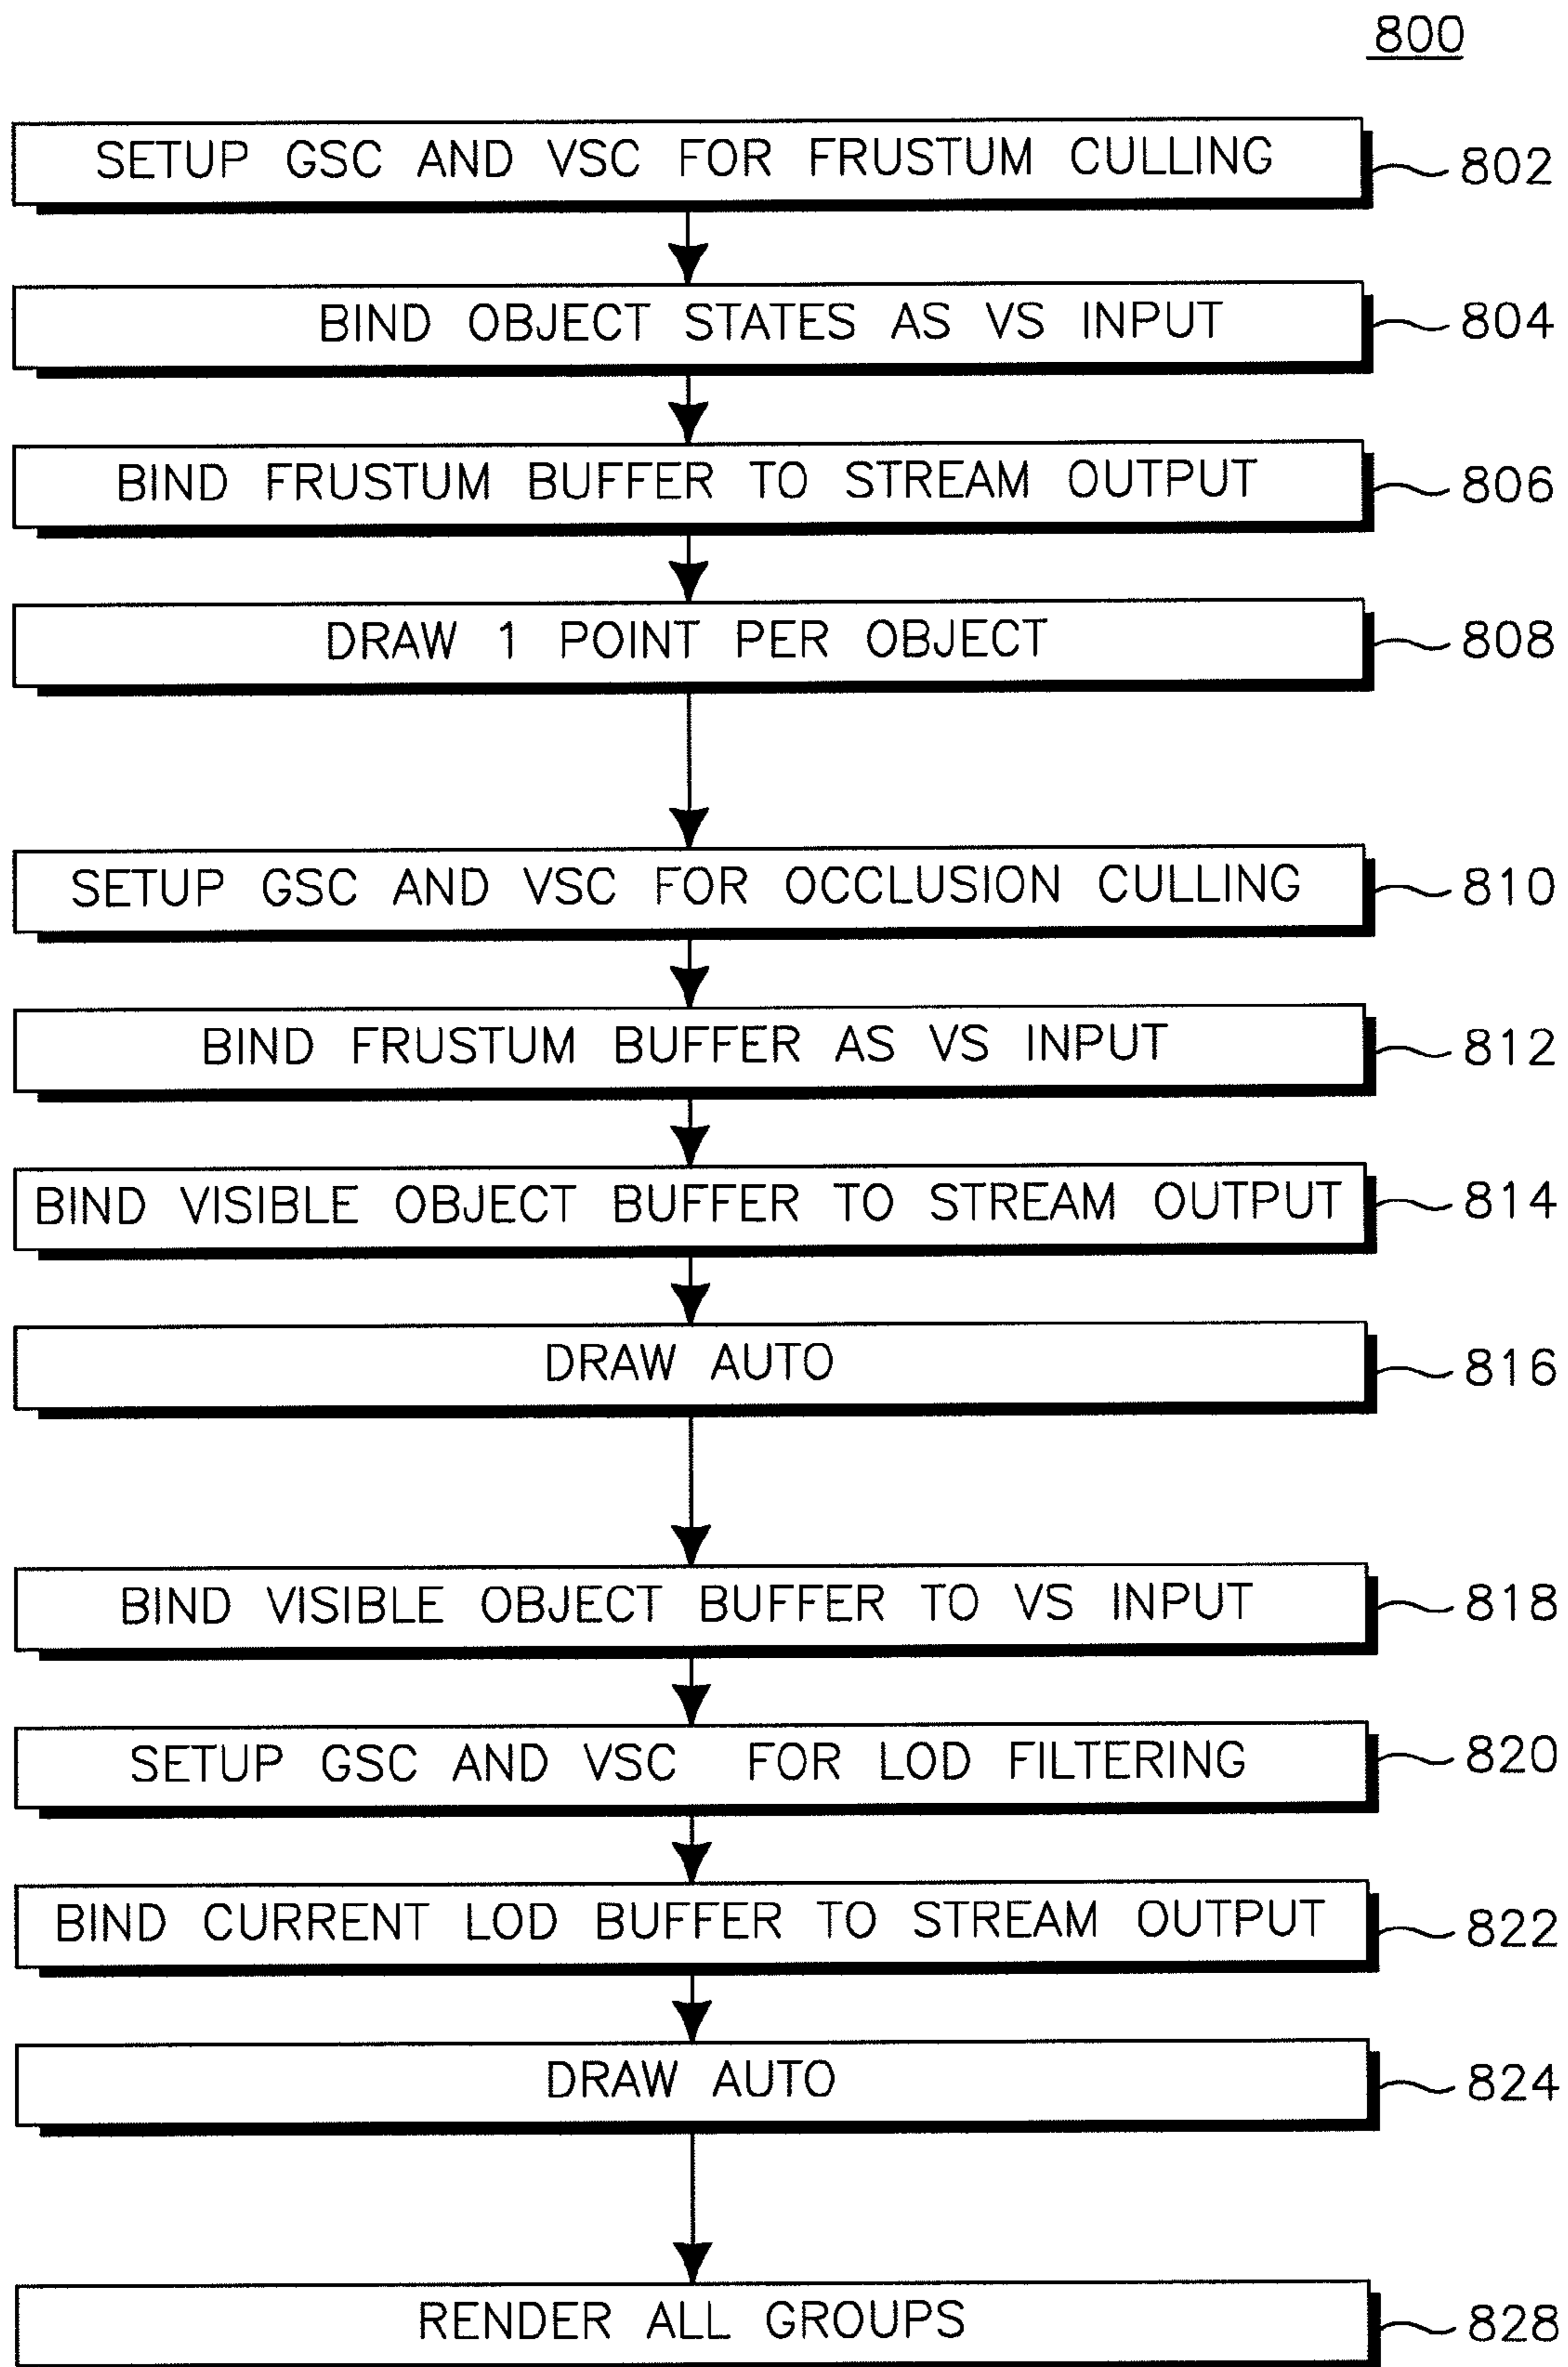 800
SETUP GSC AND VSC FOR FRUSTUM CULLING 802
BIND OBJECT STATES AS VS INPUT 804
BIND FRUSTUM BUFFER TO STREAM OUTPUT 806
DRAW 1 POINT PER OBJECT 808
SETUP GSC AND VSC FOR OCCLUSION CULLING 810
BIND FRUSTUM BUFFER AS VS INPUT 812
BIND VISIBLE OBJECT BUFFER TO STREAM OUTPUT 814
DRAW AUTO 816
BIND VISIBLE OBJECT BUFFER TO VS INPUT 818
SETUP GSC AND VSC FOR LOD FILTERING 820
BIND CURRENT LOD BUFFER TO STREAM OUTPUT 822
DRAW AUTO 824
RENDER ALL GROUPS 828